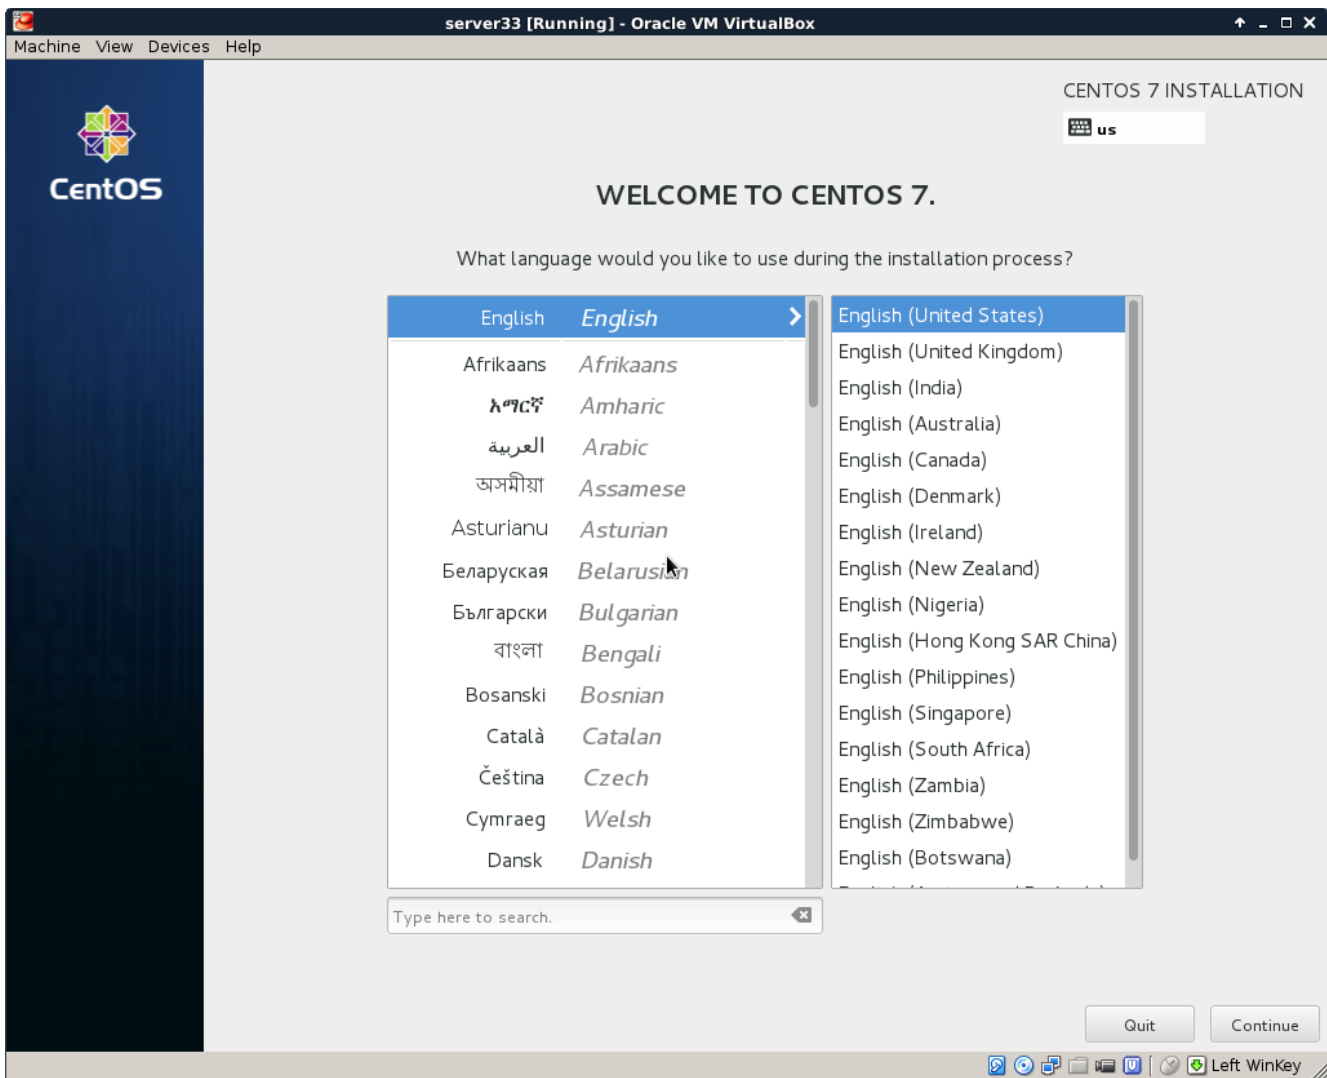 server33 [Running] - Oracle VM VirtualBox
Machine View Devices Help
CentOS
CENTOS 7 INSTALLATION
us
WELCOME TO CENTOS 7.
What language would you like to use during the installation process?
English English
Afrikaans Afrikaans
አማርኛ Amharic
العربية Arabic
অসমীয়া Assamese
Asturianu Asturian
Беларуская Belarusian
Български Bulgarian
বাংলা Bengali
Bosanski Bosnian
Català Catalan
Čeština Czech
Cymraeg Welsh
Dansk Danish
English (United States)
English (United Kingdom)
English (India)
English (Australia)
English (Canada)
English (Denmark)
English (Ireland)
English (New Zealand)
English (Nigeria)
English (Hong Kong SAR China)
English (Philippines)
English (Singapore)
English (South Africa)
English (Zambia)
English (Zimbabwe)
English (Botswana)
Type here to search.
Quit Continue
Left WinKey